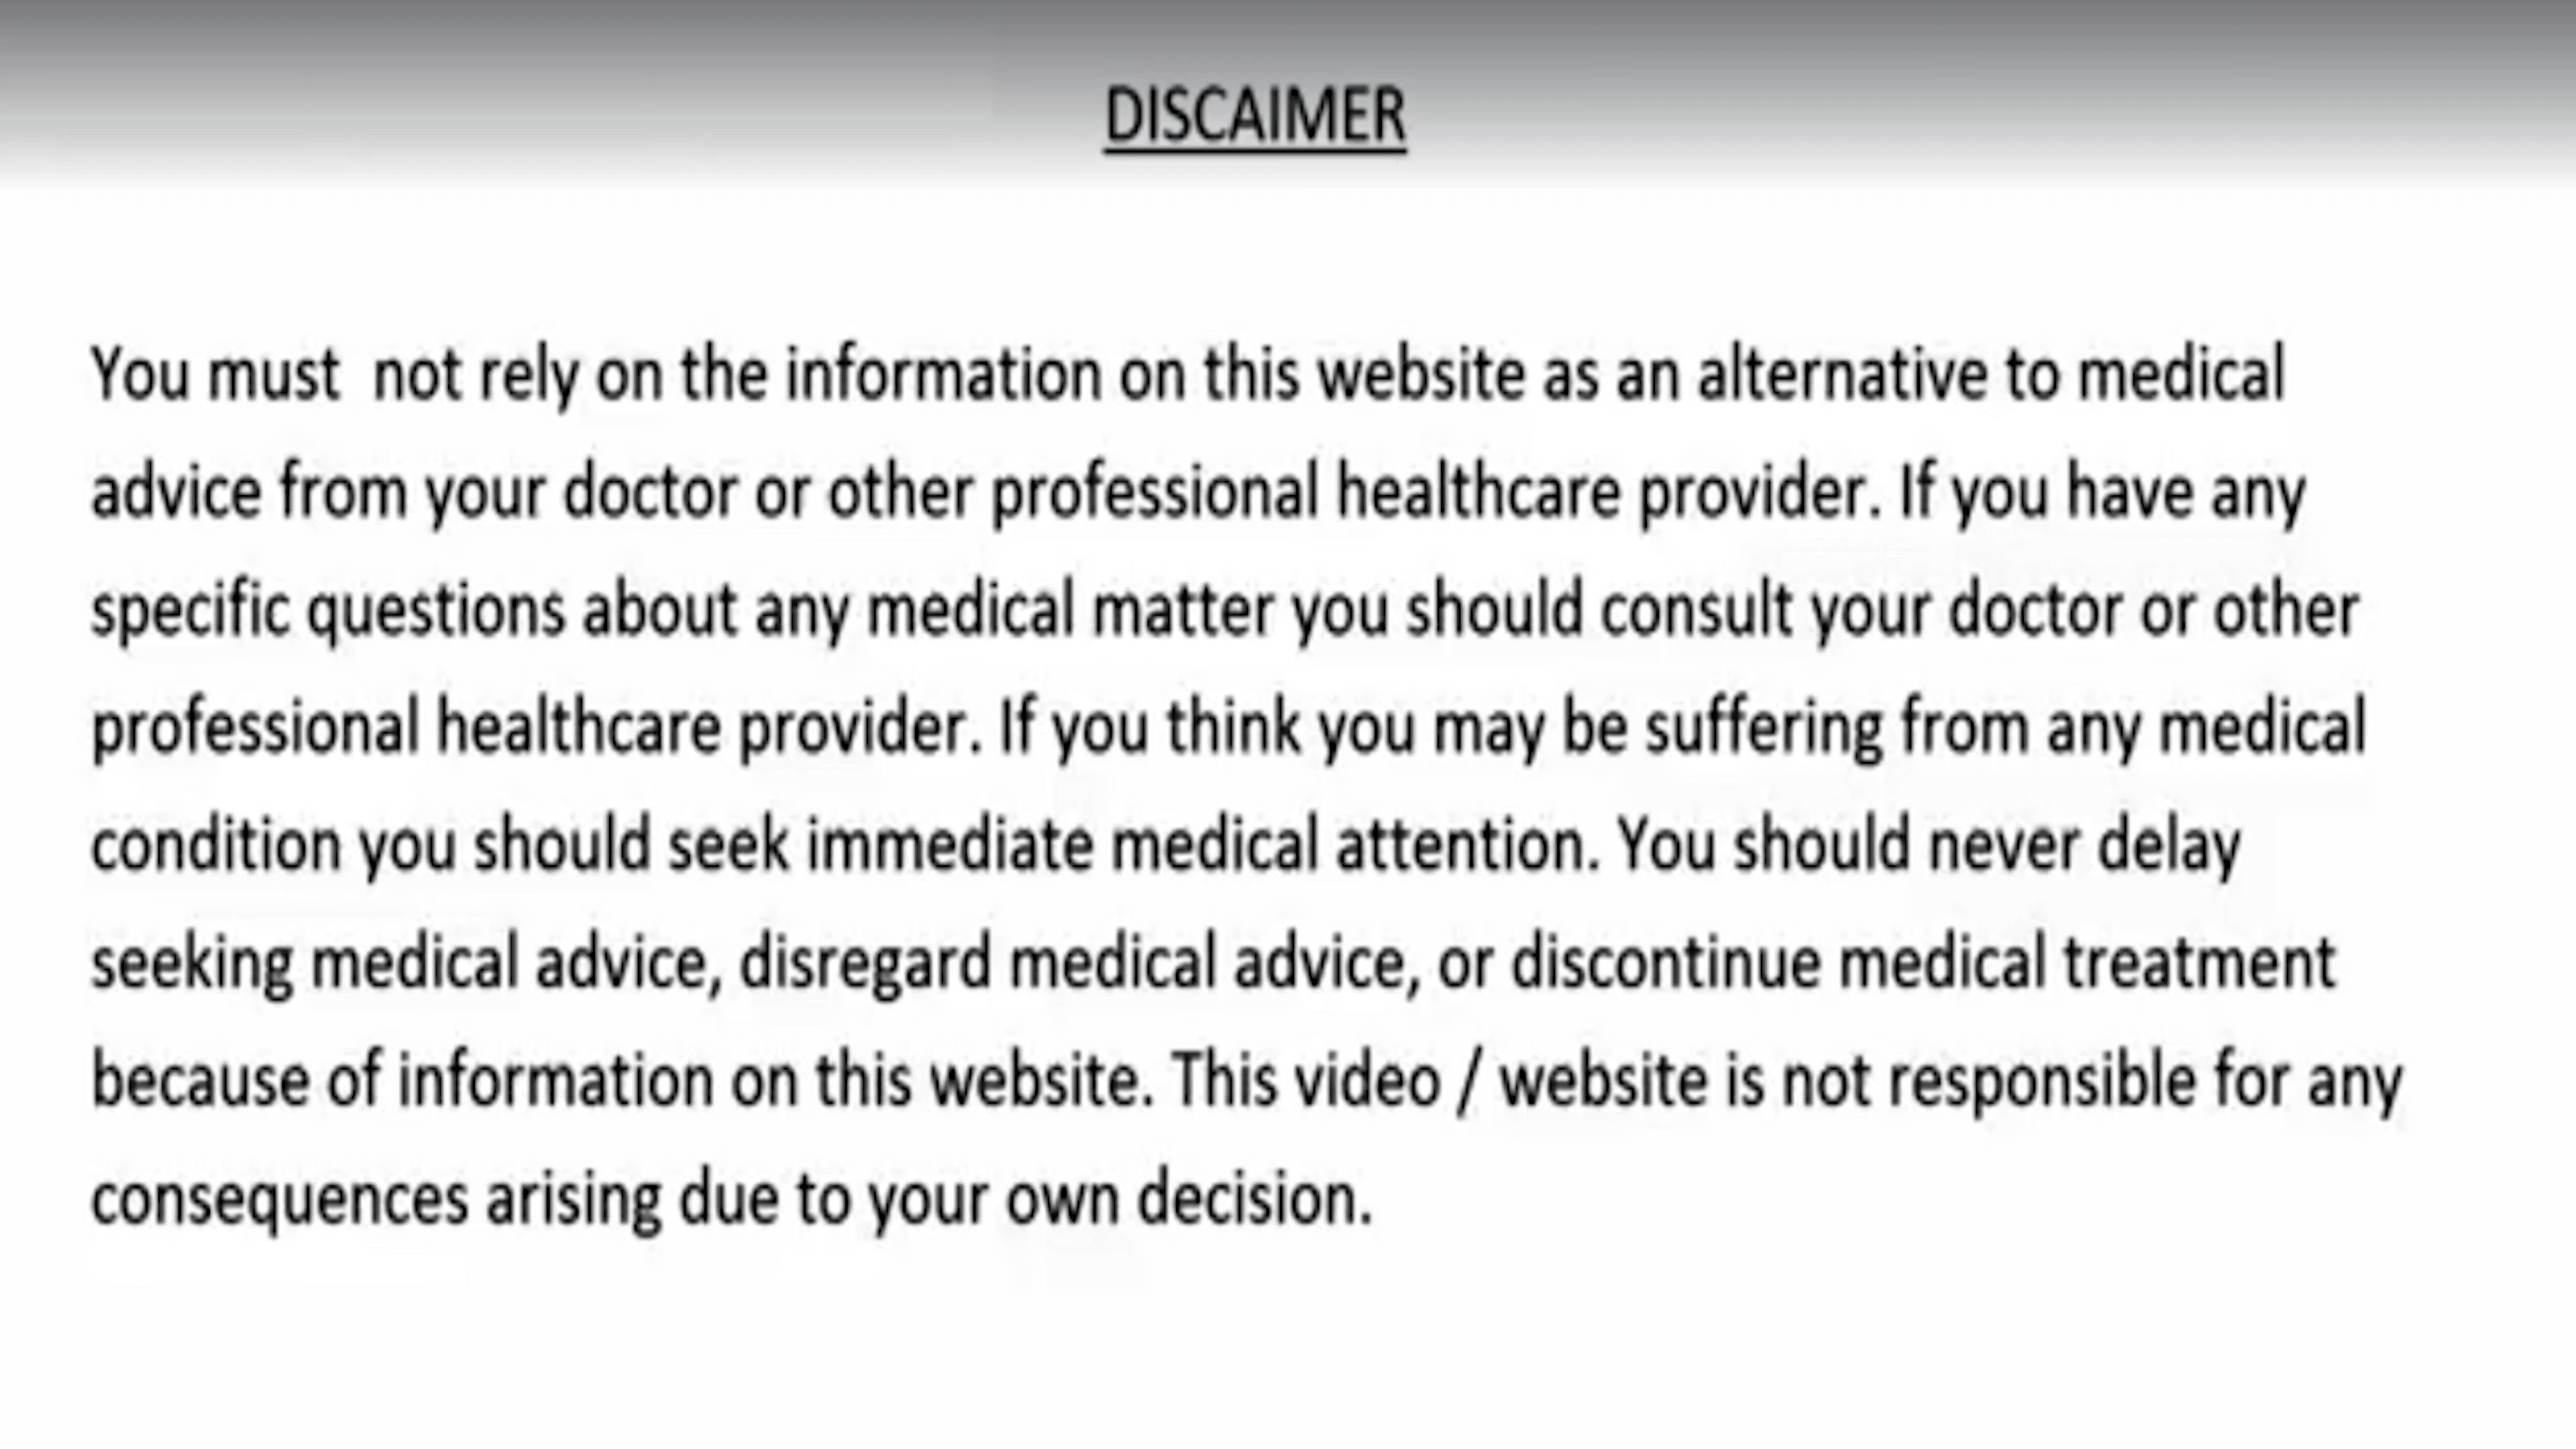 DISCAIMER
You must  not rely on the information on this website as an alternative to medical
advice from your doctor or other professional healthcare provider. If you have any
specific questions about any medical matter you should consult your doctor or other
professional healthcare provider. If you think you may be suffering from any medical
condition you should seek immediate medical attention. You should never delay
seeking medical advice, disregard medical advice, or discontinue medical treatment
because of information on this website. This video / website is not responsible for any
consequences arising due to your own decision.